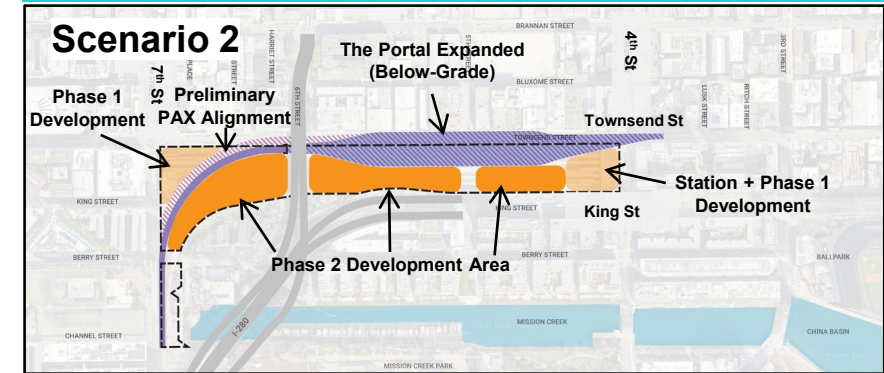 Scenario 2
BRANNAN STREET
HARRIET STREET
The Portal Expanded
(Below-Grade)
4th St
3RD STREET
7th St
PLACE
STREET
6TH STREET
BLUXOME STREET
LUSK STREET
RITCH STREET
Phase 1
Development
Preliminary
PAX Alignment
Townsend St
TOWNSEND STREET
KING STREET
Station + Phase 1
Development
KING STREET
King St
BERRY STREET
Phase 2 Development Area
BERRY STREET
BALLPARK
I-280
MISSION CREEK
CHANNEL STREET
CHINA BASIN
MISSION CREEK PARK